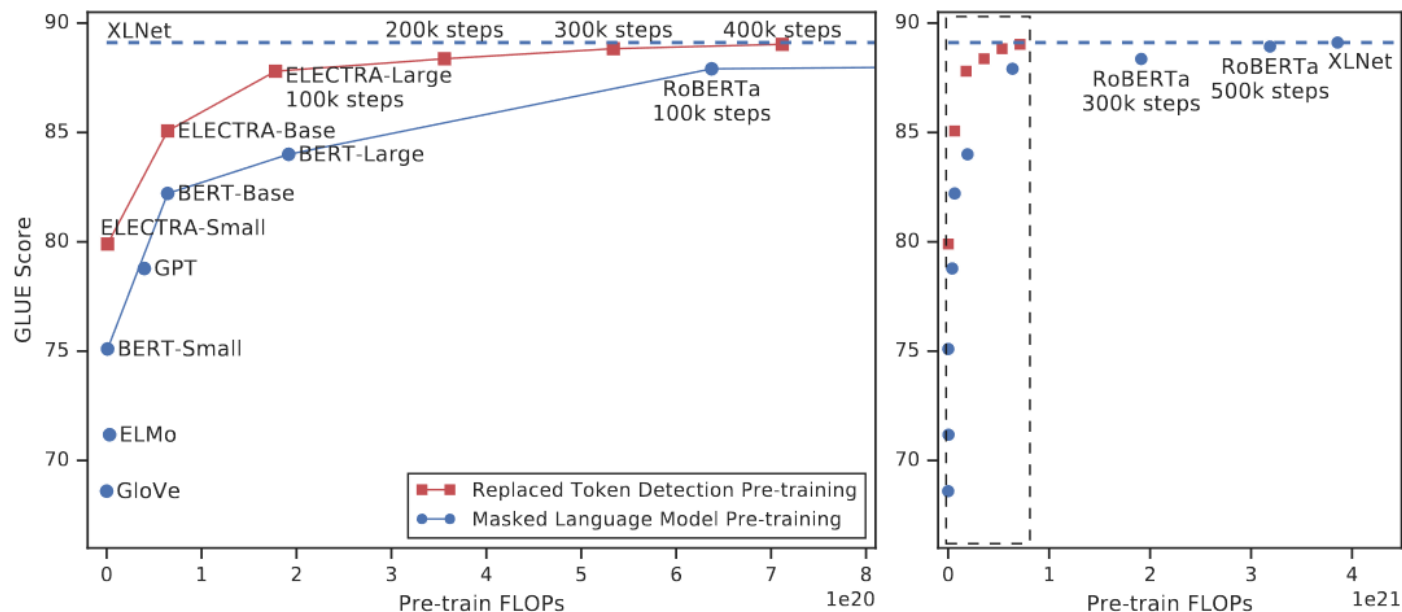 90
85
80
75
70
GLUE Score
XLNet
200k steps
300k steps
400k steps
ELECTRA-Large
100k steps
RoBERTa
100k steps
ELECTRA-Base
BERT-Large
BERT-Base
ELECTRA-Small
GPT
BERT-Small
ELMo
GloVe
Replaced Token Detection Pre-training
Masked Language Model Pre-training
0 1 2 3 4 5 6 7 8
Pre-train FLOPs
1e20
90
85
80
75
70
RoBERTa
300k steps
RoBERTa
500k steps
XLNet
0 1 2 3 4
Pre-train FLOPs
1e21